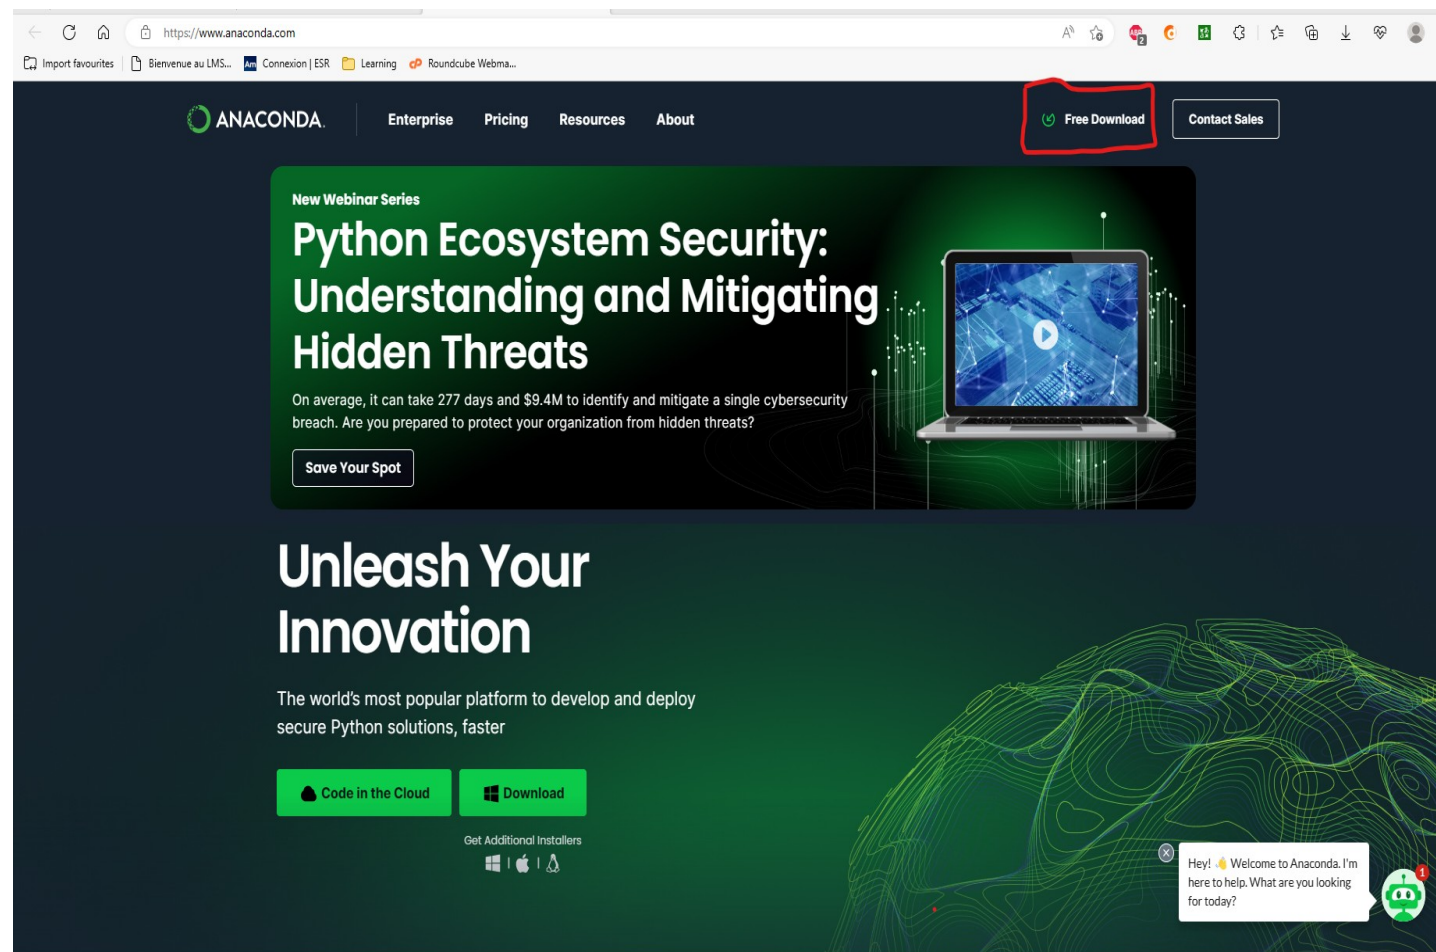 https://www.anaconda.com
A
ABP
2
Import favourites
Bienvenue au LMS...
Am
Connexion | ESR
Learning
cP
Roundcube Webma...
ANACONDA.
Enterprise
Pricing
Resources
About
Free Download
Contact Sales
New Webinar Series
Python Ecosystem Security:
Understanding and Mitigating
Hidden Threats
On average, it can take 277 days and $9.4M to identify and mitigate a single cybersecurity
breach. Are you prepared to protect your organization from hidden threats?
Save Your Spot
Unleash Your
Innovation
The world's most popular platform to develop and deploy
secure Python solutions, faster
Code in the Cloud
Download
Get Additional Installers
Hey! 👋 Welcome to Anaconda. I'm
here to help. What are you looking
for today?
1